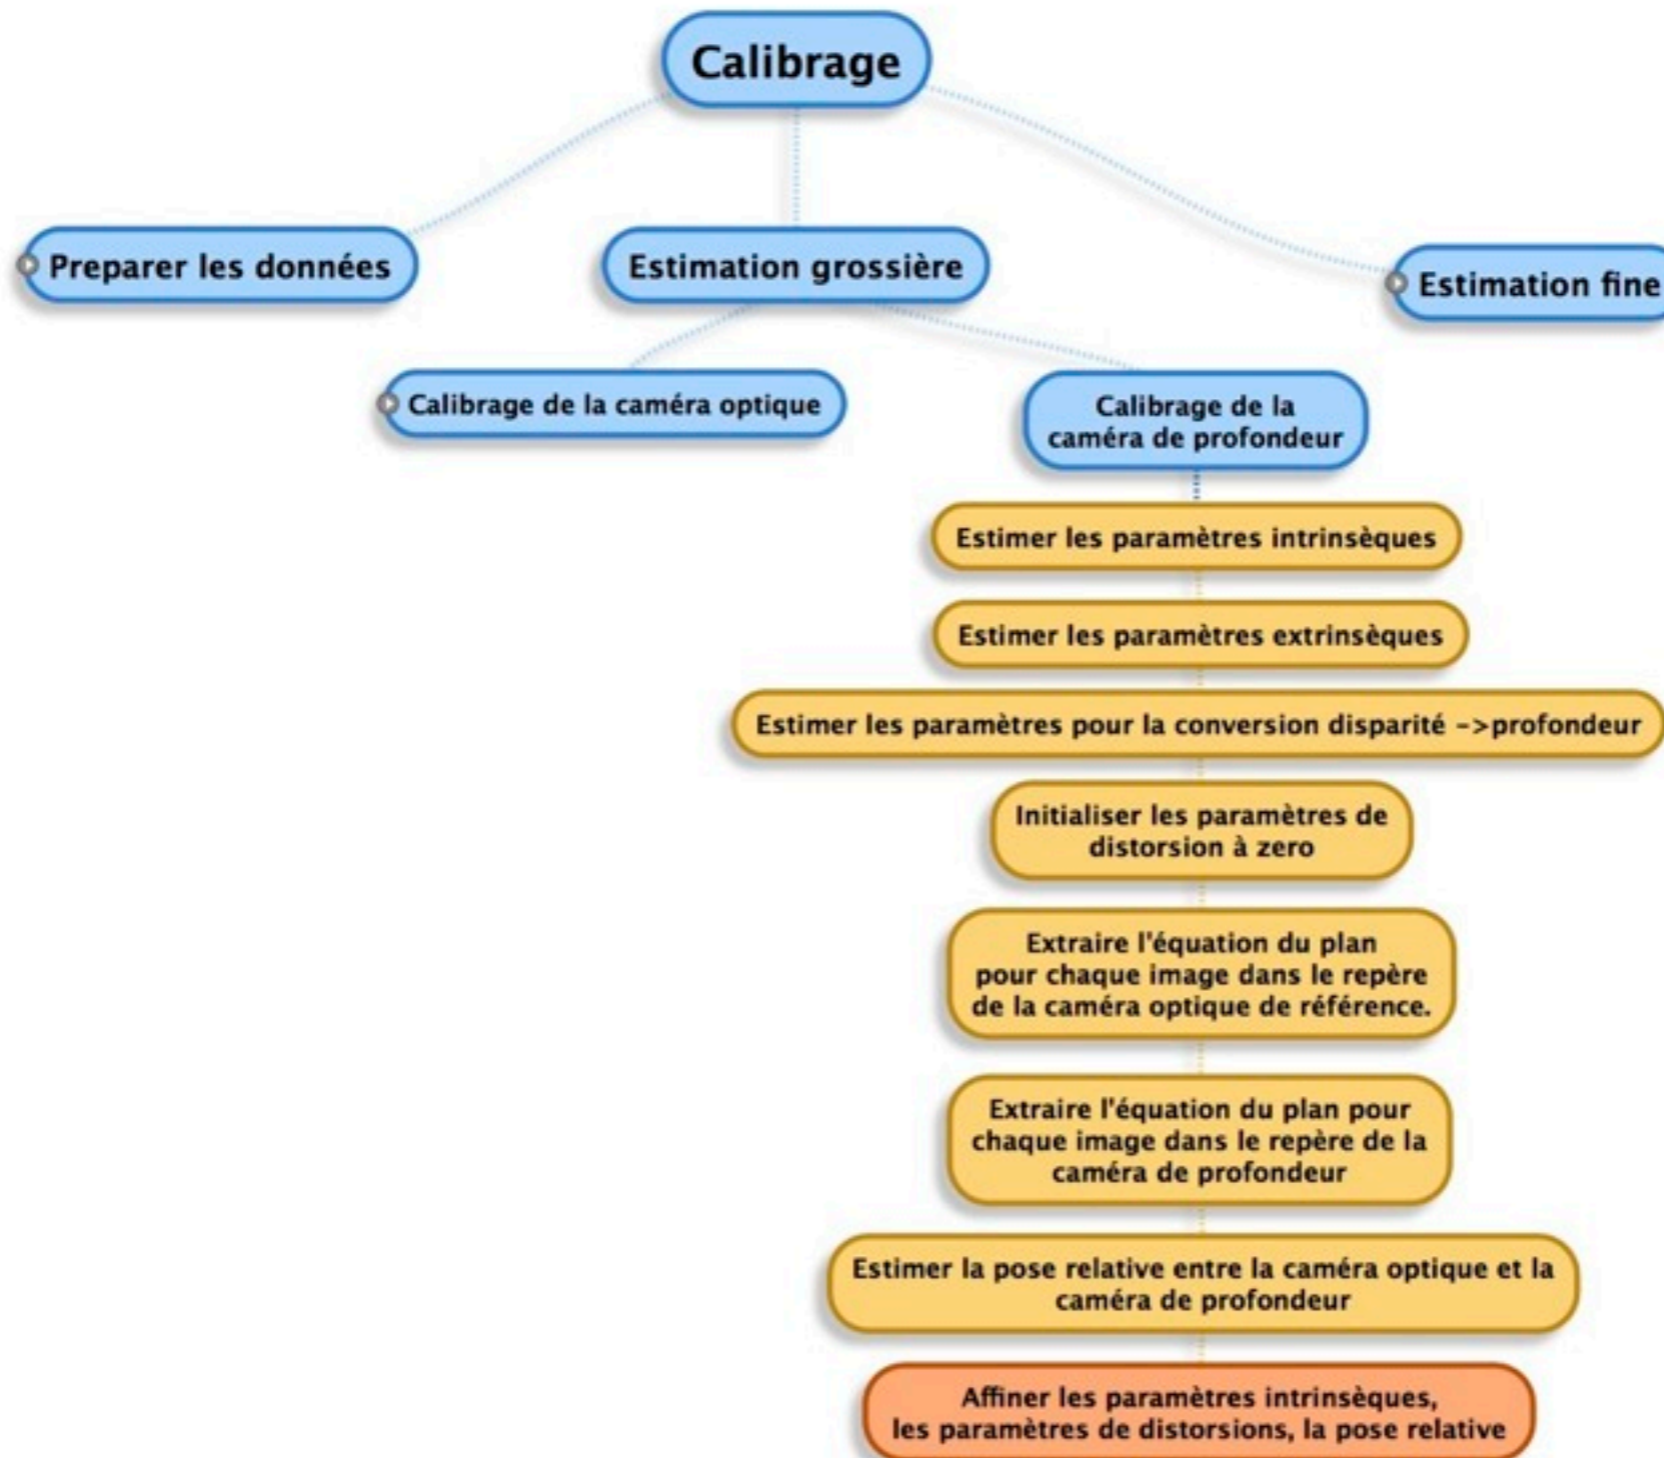 Calibrage
Preparer les données
Estimation grossière
Estimation fine
Calibrage de la caméra optique
Calibrage de la
caméra de profondeur
Estimer les paramètres intrinsèques
Estimer les paramètres extrinsèques
Estimer les paramètres pour la conversion disparité ->profondeur
Initialiser les paramètres de
distorsion à zero
Extraire l'équation du plan
pour chaque image dans le repère
de la caméra optique de référence.
Extraire l'équation du plan pour
chaque image dans le repère de la
caméra de profondeur
Estimer la pose relative entre la caméra optique et la
caméra de profondeur
Affiner les paramètres intrinsèques,
les paramètres de distorsions, la pose relative